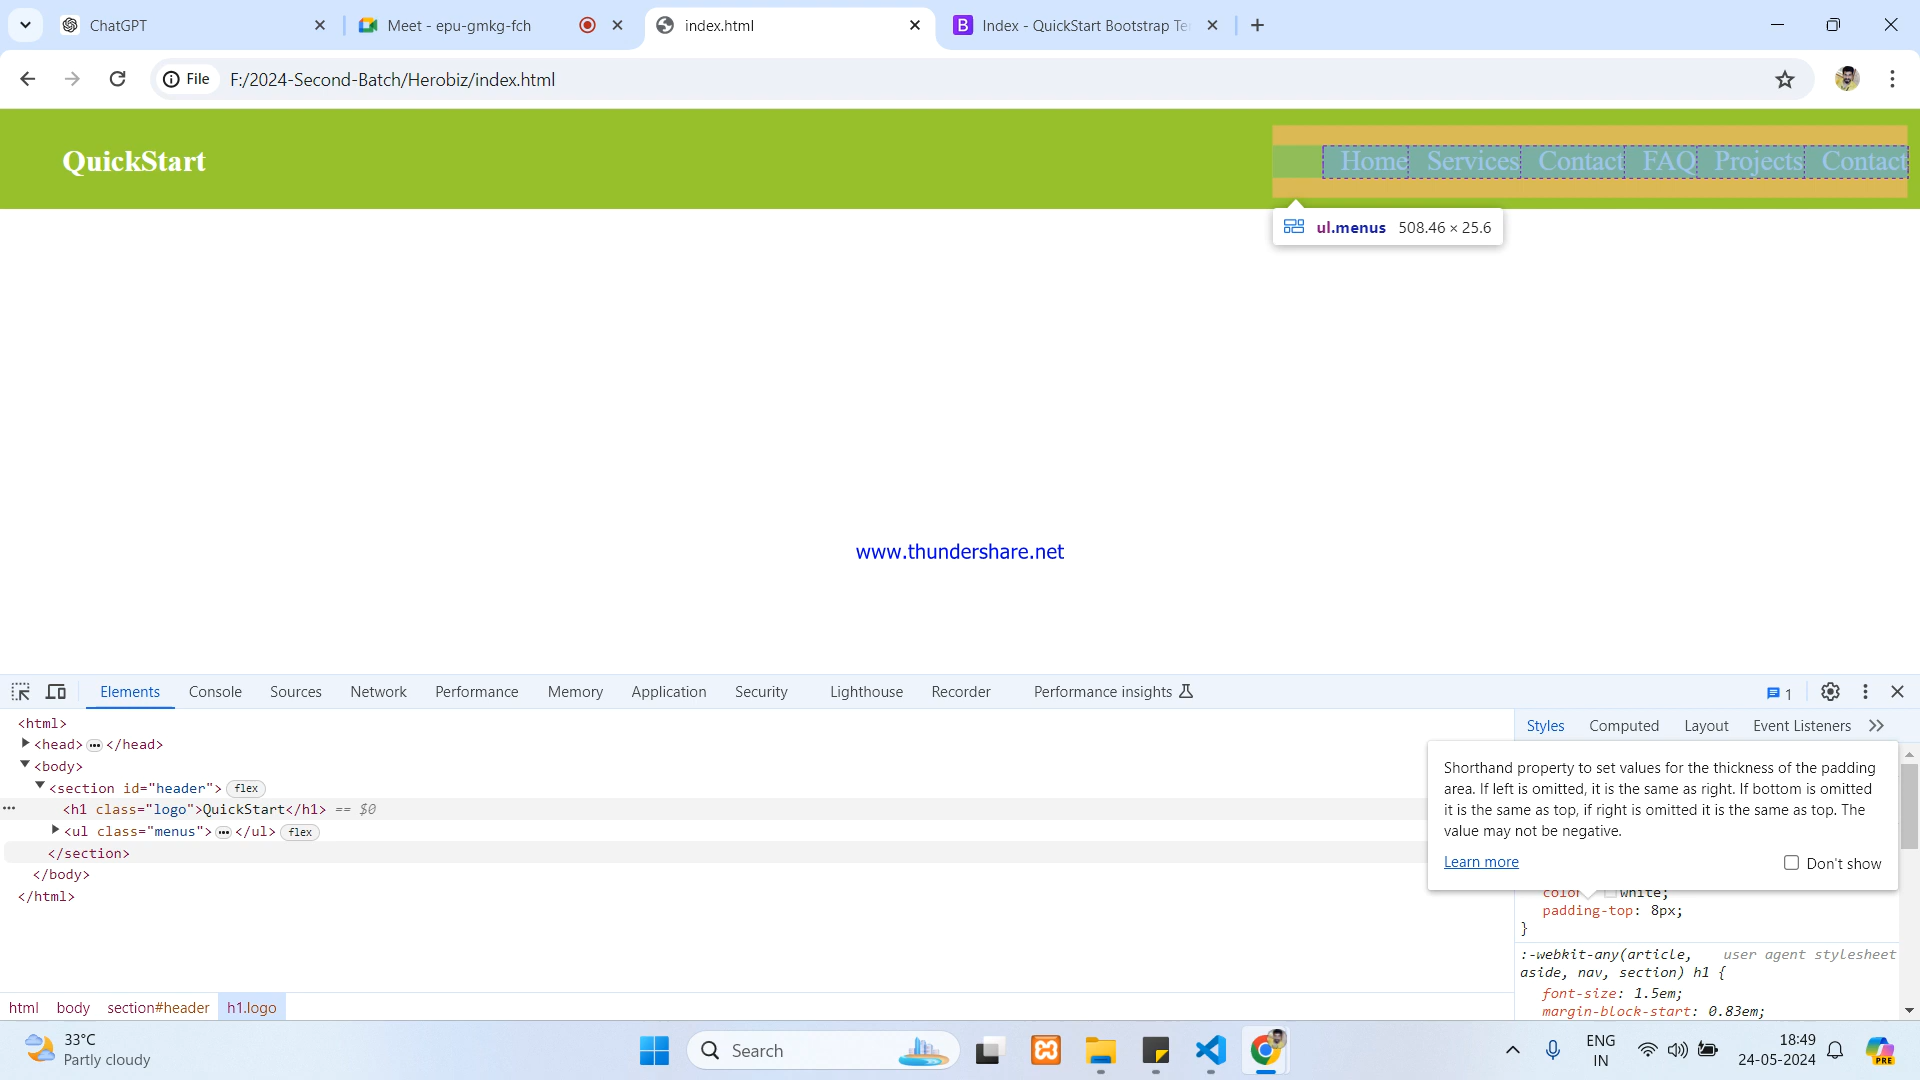 ChatGPT
Meet - epu-gmkg-fch
index.html
Index - QuickStart Bootstrap Te
File
F:/2024-Second-Batch/Herobiz/index.html
QuickStart
Home Services Contact FAQ Projects Contact
ul.menus 508.46 × 25.6
www.thundershare.net
Elements Console Sources Network Performance Memory Application Security Lighthouse Recorder Performance insights
1
<html>
<head> ••• </head>
<body>
<section id="header"> flex
<h1 class="logo">QuickStart</h1> == $0
<ul class="menus"> ••• </ul> flex
</section>
</body>
</html>
Styles Computed Layout Event Listeners
Shorthand property to set values for the thickness of the padding
area. If left is omitted, it is the same as right. If bottom is omitted
it is the same as top, if right is omitted it is the same as top. The
value may not be negative.
Learn more
Don't show
color: white;
padding-top: 8px;
}
:-webkit-any(article, user agent stylesheet
aside, nav, section) h1 {
font-size: 1.5em;
margin-block-start: 0.83em;
html body section#header h1.logo
33°C
Partly cloudy
Search
ENG
IN
18:49
24-05-2024
PRE